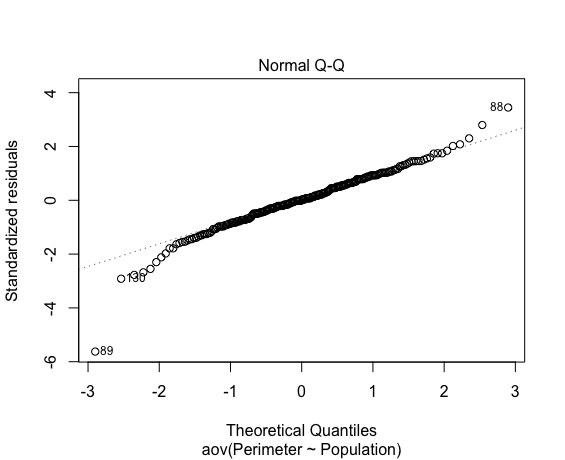 Normal Q-Q
Standardized residuals
4
2
0
-2
-4
-6
88
130
89
-3 -2 -1 0 1 2 3
Theoretical Quantiles
aov(Perimeter ~ Population)